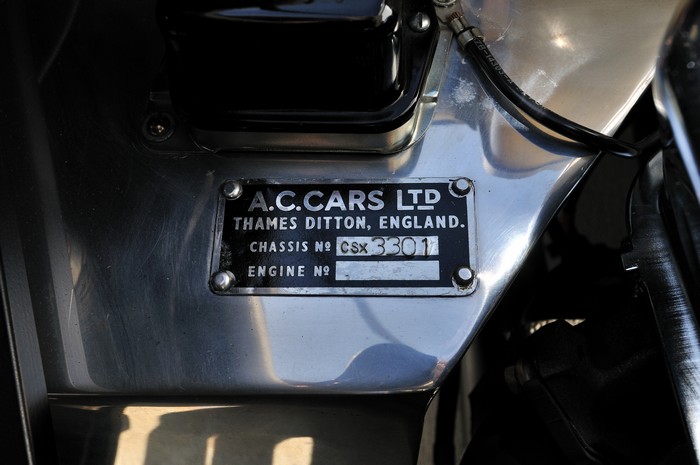 A.C.CARS LTD
THAMES DITTON, ENGLAND.
CHASSIS Nº CSX3301
ENGINE Nº